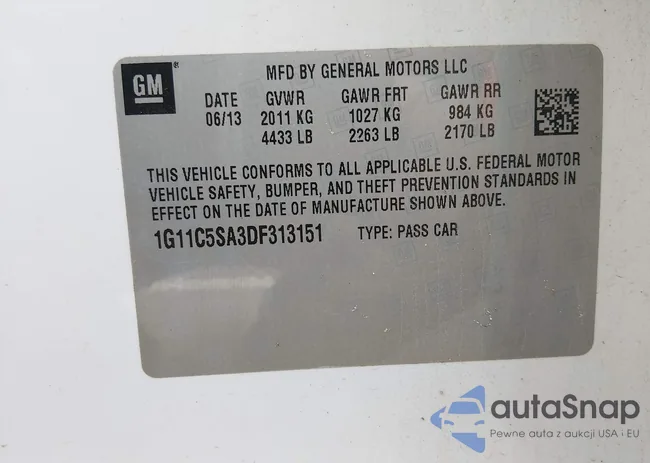 GM
MFD BY GENERAL MOTORS LLC
DATE GVWR GAWR FRT GAWR RR
06/13 2011 KG 1027 KG 984 KG
4433 LB 2263 LB 2170 LB
THIS VEHICLE CONFORMS TO ALL APPLICABLE U.S. FEDERAL MOTOR
VEHICLE SAFETY, BUMPER, AND THEFT PREVENTION STANDARDS IN
EFFECT ON THE DATE OF MANUFACTURE SHOWN ABOVE.
1G11C5SA3DF313151 TYPE: PASS CAR
autoSnap
Pewne auta z aukcji USA i EU